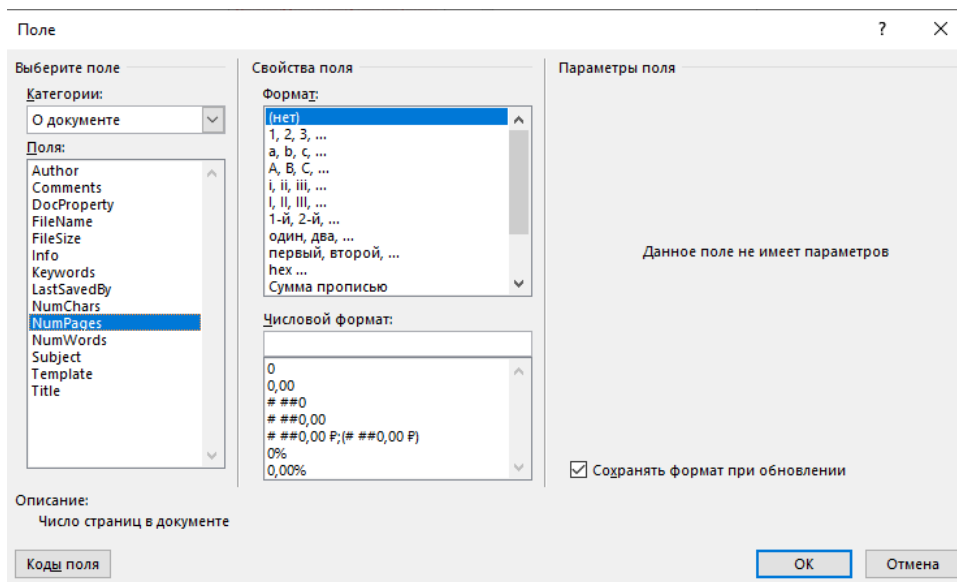 Поле
?
Выберите поле
Категории:
О документе
Поля:
Author
Comments
DocProperty
FileName
FileSize
Info
Keywords
LastSavedBy
NumChars
NumPages
NumWords
Subject
Template
Title
Свойства поля
Формат:
(нет)
1, 2, 3, ...
a, b, c, ...
A, B, C, ...
i, ii, iii, ...
I, II, III, ...
1-й, 2-й, ...
один, два, ...
первый, второй, ...
hex ...
Сумма прописью
Числовой формат:
0
0,00
# ##0
# ##0,00
# ##0,00 ₽;(# ##0,00 ₽)
0%
0,00%
Параметры поля
Данное поле не имеет параметров
Сохранять формат при обновлении
Описание:
Число страниц в документе
Коды поля
ОК
Отмена